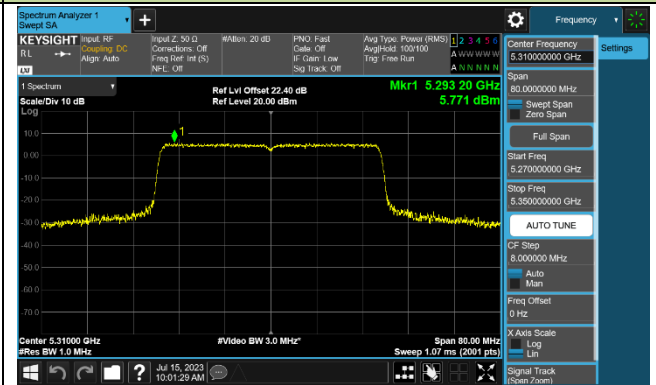 Spectrum Analyzer 1
Swept SA
Frequency
KEYSIGHT
RL
LXI
Input: RF
Coupling: DC
Align: Auto
Input Z: 50 Ω
Corrections: Off
Freq Ref: Int (S)
NFE: Off
#Atten: 20 dB
PNO: Fast
Gate: Off
IF Gain: Low
Sig Track: Off
Avg Type: Power (RMS)
Avg|Hold: 100/100
Trig: Free Run
1 2 3 4 5 6
A W W W W W
A N N N N N
Center Frequency
5.310000000 GHz
Settings
Span
80.0000000 MHz
Swept Span
Zero Span
Full Span
Start Freq
5.270000000 GHz
Stop Freq
5.350000000 GHz
AUTO TUNE
CF Step
8.000000 MHz
Auto
Man
Freq Offset
0 Hz
X Axis Scale
Log
Lin
Signal Track
(Span Zoom)
1 Spectrum
Scale/Div 10 dB
Log
Ref Lvl Offset 22.40 dB
Ref Level 20.00 dBm
Mkr1 5.293 20 GHz
5.771 dBm
1
10.0
0.00
-10.0
-20.0
-30.0
-40.0
-50.0
-60.0
-70.0
Center 5.31000 GHz
#Res BW 1.0 MHz
#Video BW 3.0 MHz*
Span 80.00 MHz
Sweep 1.07 ms (2001 pts)
Jul 15, 2023
10:01:29 AM